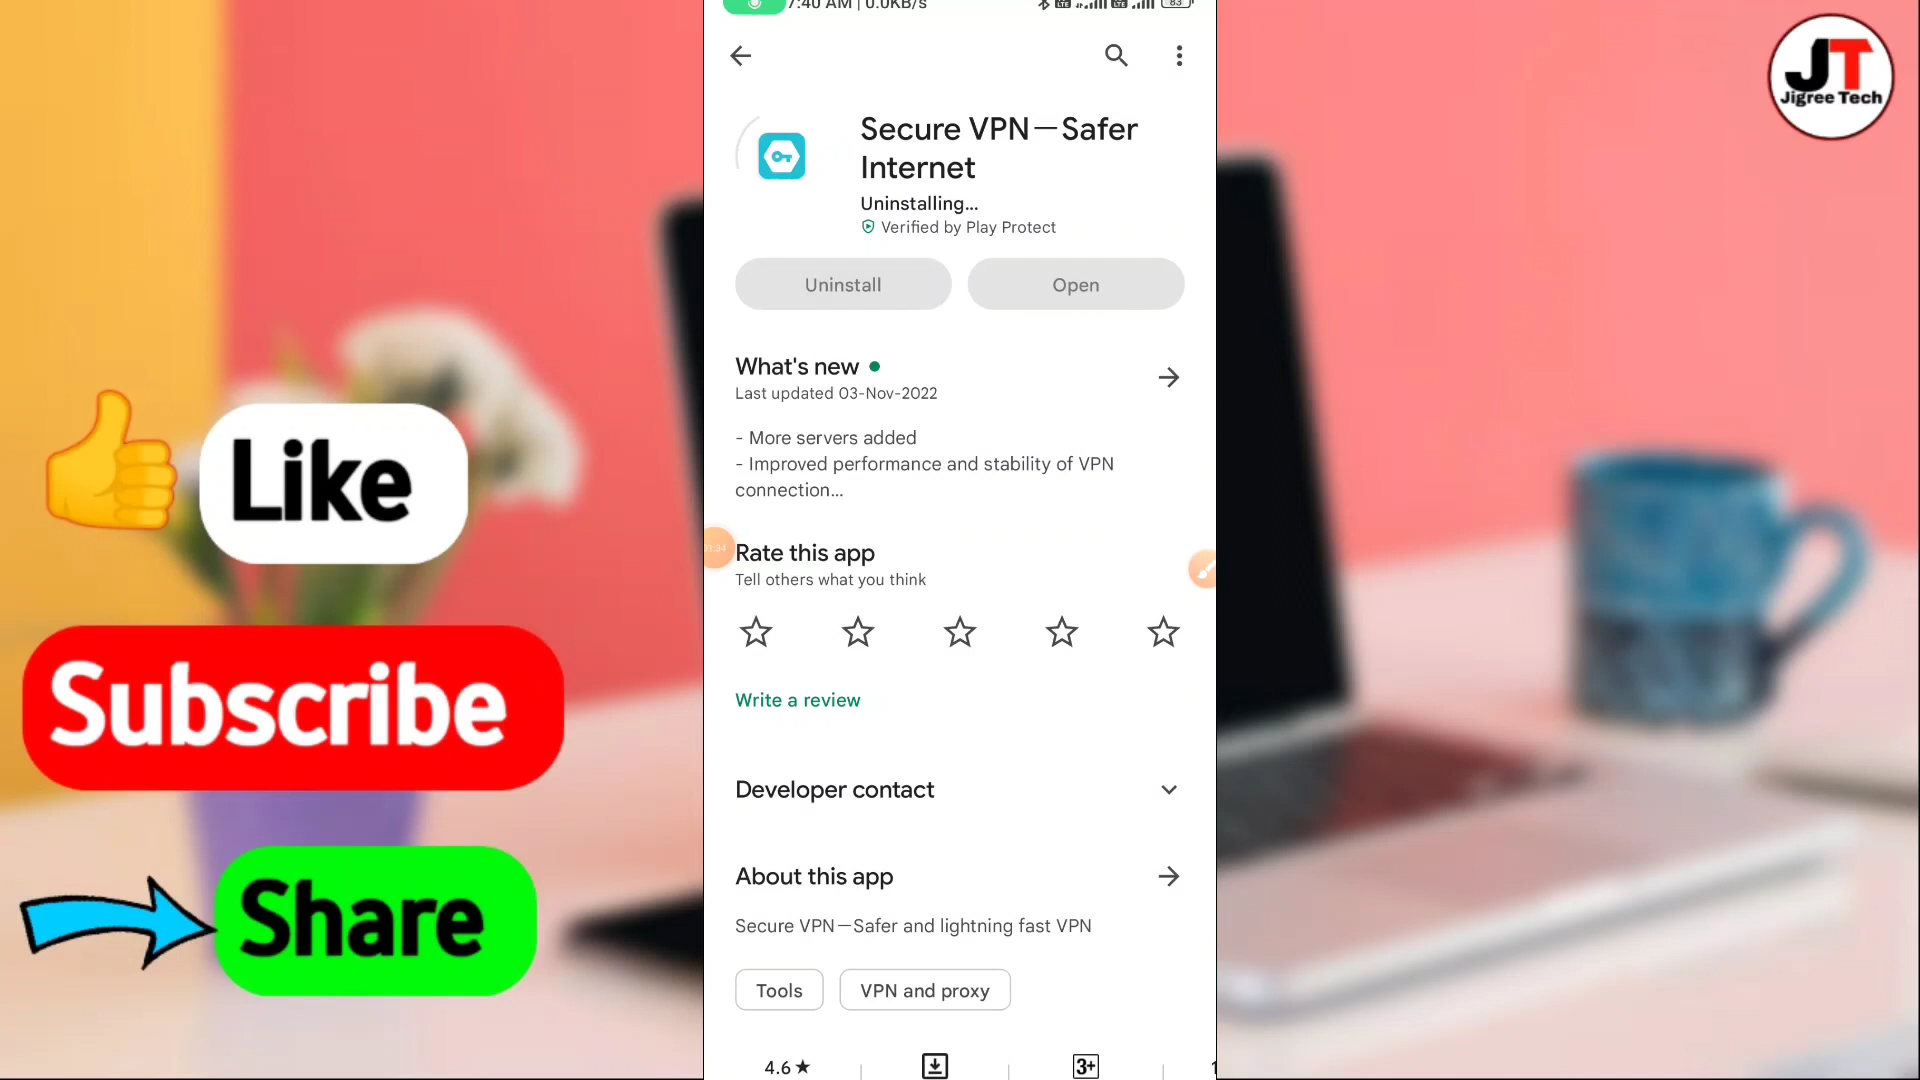 7:40 AM | 0.0KB/s
83
JT
Jigree Tech
Secure VPN—Safer
Internet
Uninstalling...
Verified by Play Protect
Uninstall
Open
What's new
Last updated 03-Nov-2022
- More servers added
- Improved performance and stability of VPN
connection...
01:34
Rate this app
Tell others what you think
Write a review
Developer contact
About this app
Secure VPN—Safer and lightning fast VPN
Tools
VPN and proxy
4.6★
3+
Like
Subscribe
Share